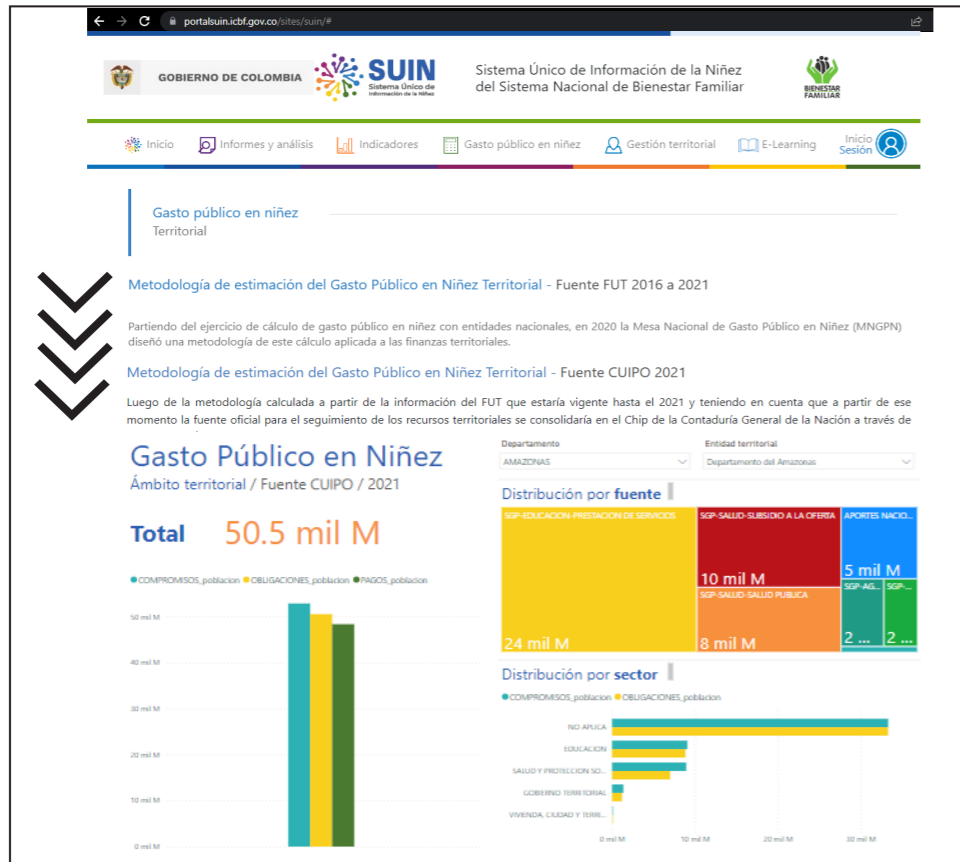 portalsuin.icbf.gov.co/sites/suin/#
GOBIERNO DE COLOMBIA
SUIN
Sistema Único de
Información de la Niñez
Sistema Único de Información de la Niñez
del Sistema Nacional de Bienestar Familiar
BIENESTAR
FAMILIAR
Inicio
Informes y análisis
Indicadores
Gasto público en niñez
Gestión territorial
E-Learning
Inicio
Sesión
Gasto público en niñez
Territorial
Metodología de estimación del Gasto Público en Niñez Territorial - Fuente FUT 2016 a 2021
Partiendo del ejercicio de cálculo de gasto público en niñez con entidades nacionales, en 2020 la Mesa Nacional de Gasto Público en Niñez (MNGPN)
diseñó una metodología de este cálculo aplicada a las finanzas territoriales.
Metodología de estimación del Gasto Público en Niñez Territorial - Fuente CUIPO 2021
Luego de la metodología calculada a partir de la información del FUT que estaría vigente hasta el 2021 y teniendo en cuenta que a partir de ese
momento la fuente oficial para el seguimiento de los recursos territoriales se consolidaría en el Chip de la Contaduría General de la Nación a través de
Gasto Público en Niñez
Ámbito territorial / Fuente CUIPO / 2021
Total 50.5 mil M
COMPROMISOS_poblacion OBLIGACIONES_poblacion PAGOS_poblacion
50 mil M
40 mil M
30 mil M
20 mil M
10 mil M
0 mil M
Departamento
AMAZONAS
Entidad territorial
Departamento del Amazonas
Distribución por fuente
SGP-EDUCACION-PRESTACION DE SERVICIOS
24 mil M
SGP-SALUD-SUBSIDIO A LA OFERTA
10 mil M
SGP-SALUD-SALUD PUBLICA
8 mil M
APORTES NACIO...
5 mil M
SGP-AG...
2 ...
SGP-...
2 ...
Distribución por sector
COMPROMISOS_poblacion OBLIGACIONES_poblacion
NO APLICA
EDUCACION
SALUD Y PROTECCION SO...
GOBIERNO TERRITORIAL
VIVIENDA, CIUDAD Y TERRI...
0 mil M 10 mil M 20 mil M 30 mil M